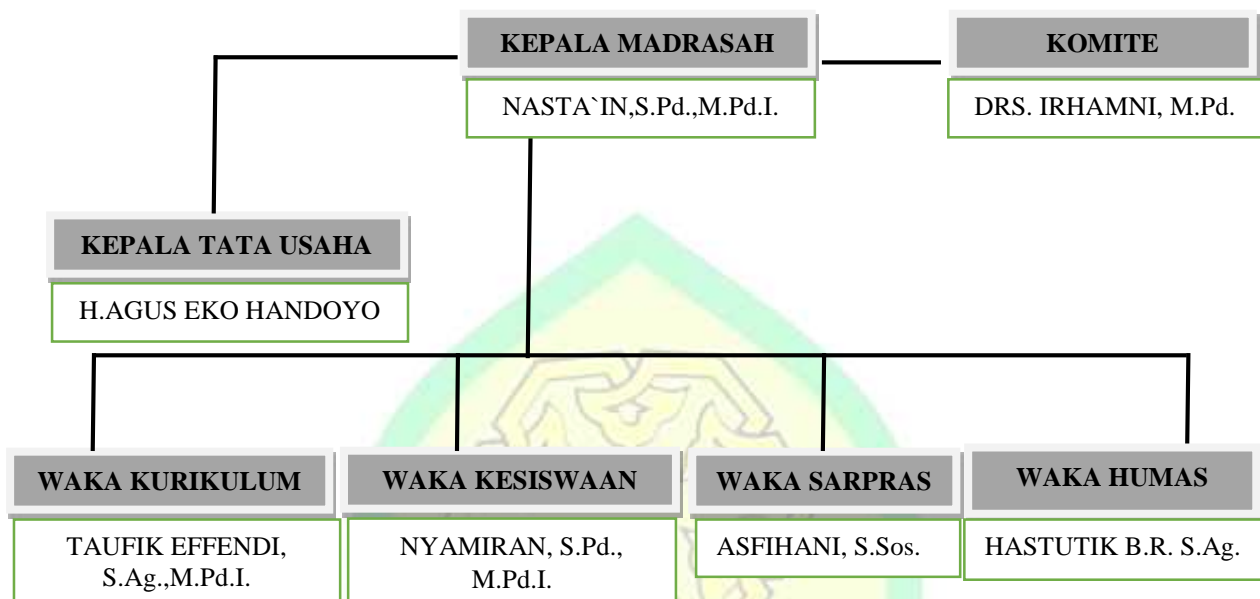 KEPALA MADRASAH
NASTA`IN,S.Pd.,M.Pd.I.
KOMITE
DRS. IRHAMNI, M.Pd.
KEPALA TATA USAHA
H.AGUS EKO HANDOYO
WAKA KURIKULUM
TAUFIK EFFENDI,
S.Ag.,M.Pd.I.
WAKA KESISWAAN
NYAMIRAN, S.Pd.,
M.Pd.I.
WAKA SARPRAS
ASFIHANI, S.Sos.
WAKA HUMAS
HASTUTIK B.R. S.Ag.